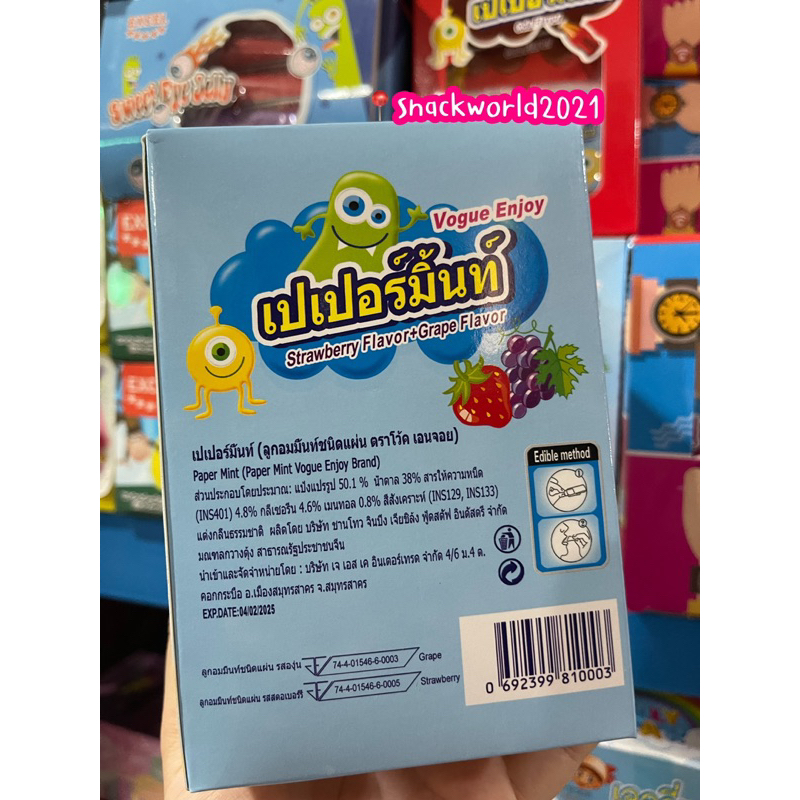 EXCEL
Sweet Eye Jelly
เปเปอร์มิ้นท์
Snackworld2021
Vogue Enjoy
เปเปอร์มิ้นท์
Strawberry Flavor+Grape Flavor
เปเปอร์มิ้นท์ (ลูกอมมิ้นท์ชนิดแผ่น ตราโว้ค เอนจอย)
Paper Mint (Paper Mint Vogue Enjoy Brand)
ส่วนประกอบโดยประมาณ: แป้งแปรรูป 50.1 % น้ำตาล 38% สารให้ความหนืด
(INS401) 4.8% กลีเซอรีน 4.6% เมนทอล 0.8% สีสังเคราะห์ (INS129, INS133)
แต่งกลิ่นธรรมชาติ ผลิตโดย บริษัท ซานโทว จินปิง เจียซิล้ง ฟู้ดสตัฟ อินดัสตรี จำกัด
มณฑลกวางตุ้ง สาธารณรัฐประชาชนจีน
นำเข้าและจัดจำหน่ายโดย : บริษัท เจ เอส เค อินเตอร์เทรด จำกัด 4/6 ม.4 ต.
คอกกระบือ อ.เมืองสมุทรสาคร จ.สมุทรสาคร
EXP.DATE:04/02/2025
Edible method
1
2
ลูกอมมิ้นท์ชนิดแผ่น รสองุ่น 74-4-01546-6-0003 Grape
ลูกอมมิ้นท์ชนิดแผ่น รสสตอเบอร์รี่ 74-4-01546-6-0005 Strawberry
0 692399 810003